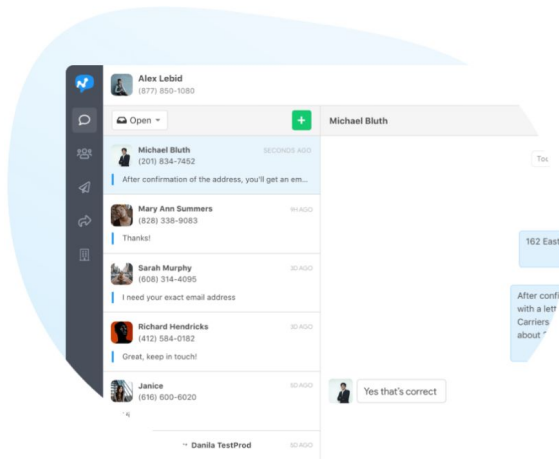 Alex Lebid
(877) 850-1080
Open
+
Michael Bluth
Michael Bluth
SECONDS AGO
(201) 834-7452
After confirmation of the address, you'll get an em...
Mary Ann Summers
(828) 338-9083
Thanks!
Sarah Murphy
3D AGO
(608) 314-4095
I need your exact email address
Richard Hendricks
3D AGO
(412) 584-0182
Great, keep in touch!
Janice
5D AGO
(616) 600-6020
Danila TestProd
5D AGO
162 East
After confi
with a lett
Carriers
about
Yes that's correct